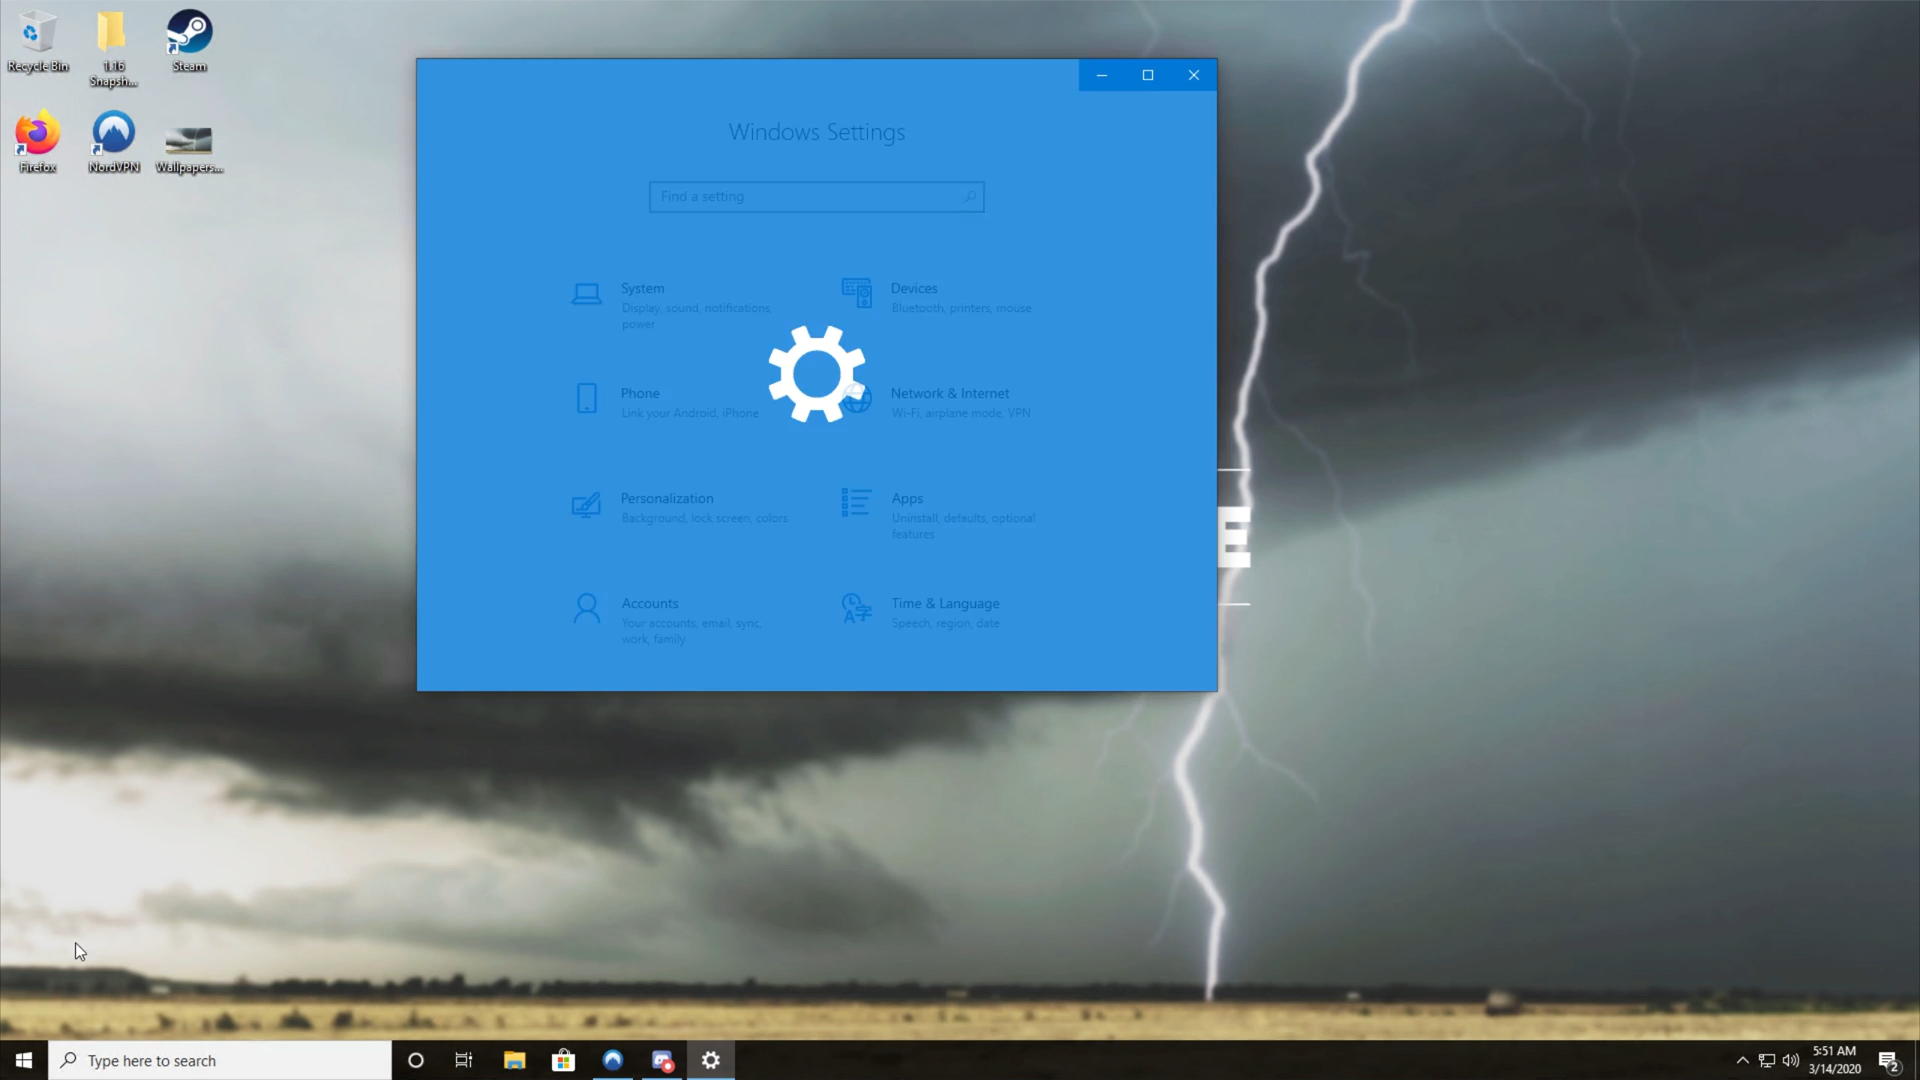 Recycle Bin
1.16
Snapsh...
Steam
Firefox
NordVPN
Wallpapers...
Windows Settings
Find a setting
System
Display, sound, notifications,
power
Devices
Bluetooth, printers, mouse
Phone
Link your Android, iPhone
Network & Internet
Wi-Fi, airplane mode, VPN
Personalization
Background, lock screen, colors
Apps
Uninstall, defaults, optional
features
Accounts
Your accounts, email, sync,
work, family
Time & Language
Speech, region, date
E
Type here to search
5:51 AM
3/14/2020
2